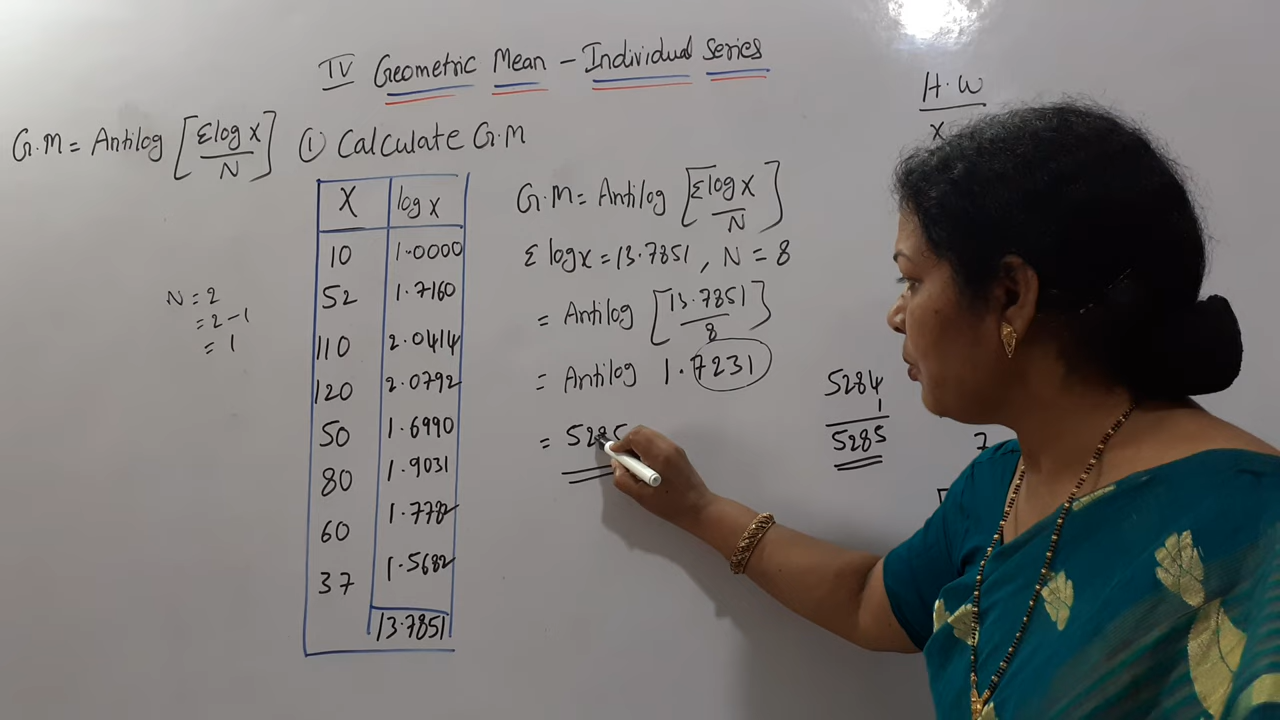 IV Geometric Mean - Individual Series
G.M = Antilog [Σlog X / N]
① Calculate G.M
X log X
10 1.0000
52 1.7160
110 2.0414
120 2.0792
50 1.6990
80 1.9031
60 1.7782
37 1.5682
13.7851
N = 2
= 2 - 1
= 1
G.M = Antilog [Σlog X / N]
Σ log X = 13.7851 , N = 8
= Antilog [13.7851 / 8]
= Antilog 1.7231
= 5285
5284
1
5285
H.W
X
7